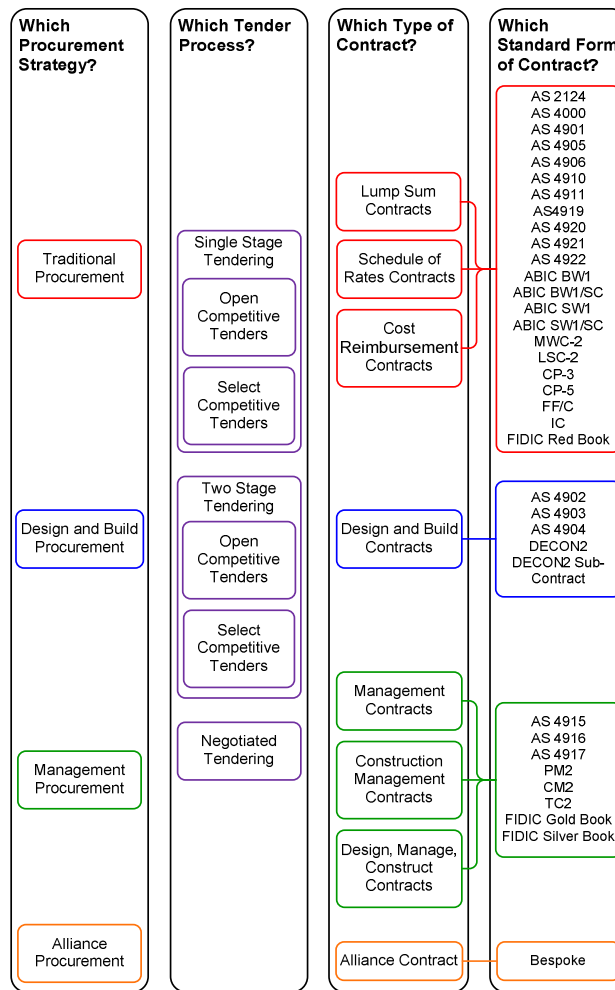 Which
Procurement
Strategy?
Traditional
Procurement
Design and Build
Procurement
Management
Procurement
Alliance
Procurement
Which Tender
Process?
Single Stage
Tendering
Open
Competitive
Tenders
Select
Competitive
Tenders
Two Stage
Tendering
Open
Competitive
Tenders
Select
Competitive
Tenders
Negotiated
Tendering
Which Type of
Contract?
Lump Sum
Contracts
Schedule of
Rates Contracts
Cost
Reimbursement
Contracts
Design and Build
Contracts
Management
Contracts
Construction
Management
Contracts
Design, Manage,
Construct
Contracts
Alliance Contract
Which
Standard Form
of Contract?
AS 2124
AS 4000
AS 4901
AS 4905
AS 4906
AS 4910
AS 4911
AS4919
AS 4920
AS 4921
AS 4922
ABIC BW1
ABIC BW1/SC
ABIC SW1
ABIC SW1/SC
MWC-2
LSC-2
CP-3
CP-5
FF/C
IC
FIDIC Red Book
AS 4902
AS 4903
AS 4904
DECON2
DECON2 Sub-
Contract
AS 4915
AS 4916
AS 4917
PM2
CM2
TC2
FIDIC Gold Book
FIDIC Silver Book
Bespoke